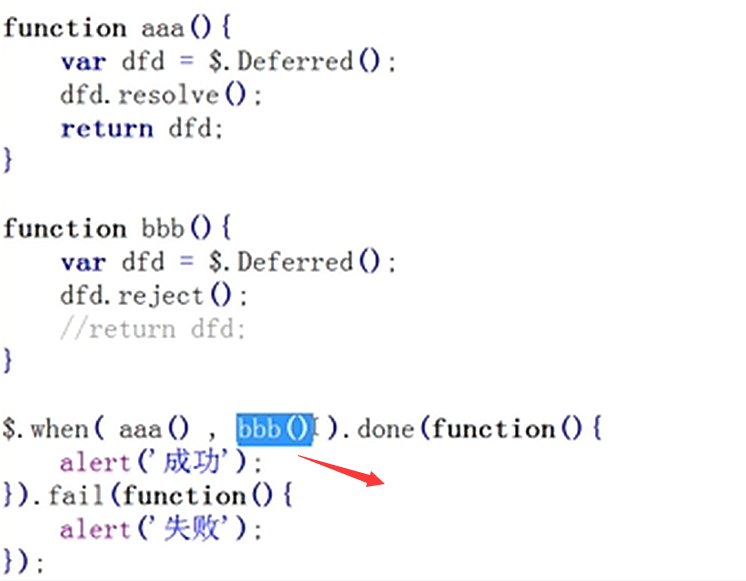 function aaa(){
var dfd = $.Deferred();
dfd.resolve();
return dfd;
}
function bbb(){
var dfd = $.Deferred();
dfd.reject();
//return dfd;
}
$.when( aaa() , bbb() ).done(function(){
alert('成功');
}).fail(function(){
alert('失败');
});